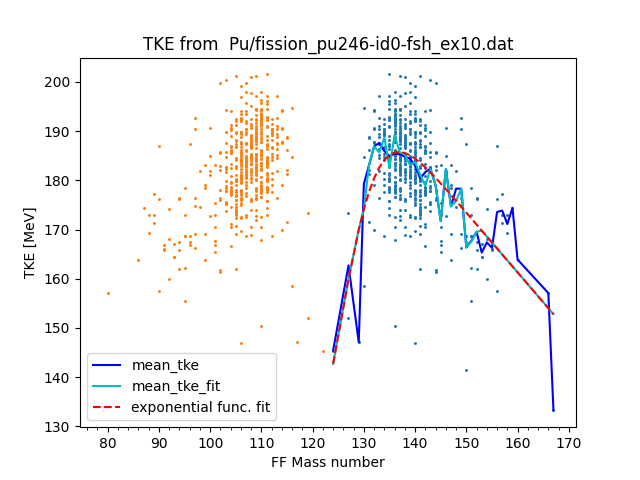 TKE from  Pu/fission_pu246-id0-fsh_ex10.dat
TKE [MeV]
200
190
180
170
160
150
140
130
mean_tke
mean_tke_fit
exponential func. fit
80 90 100 110 120 130 140 150 160 170
FF Mass number